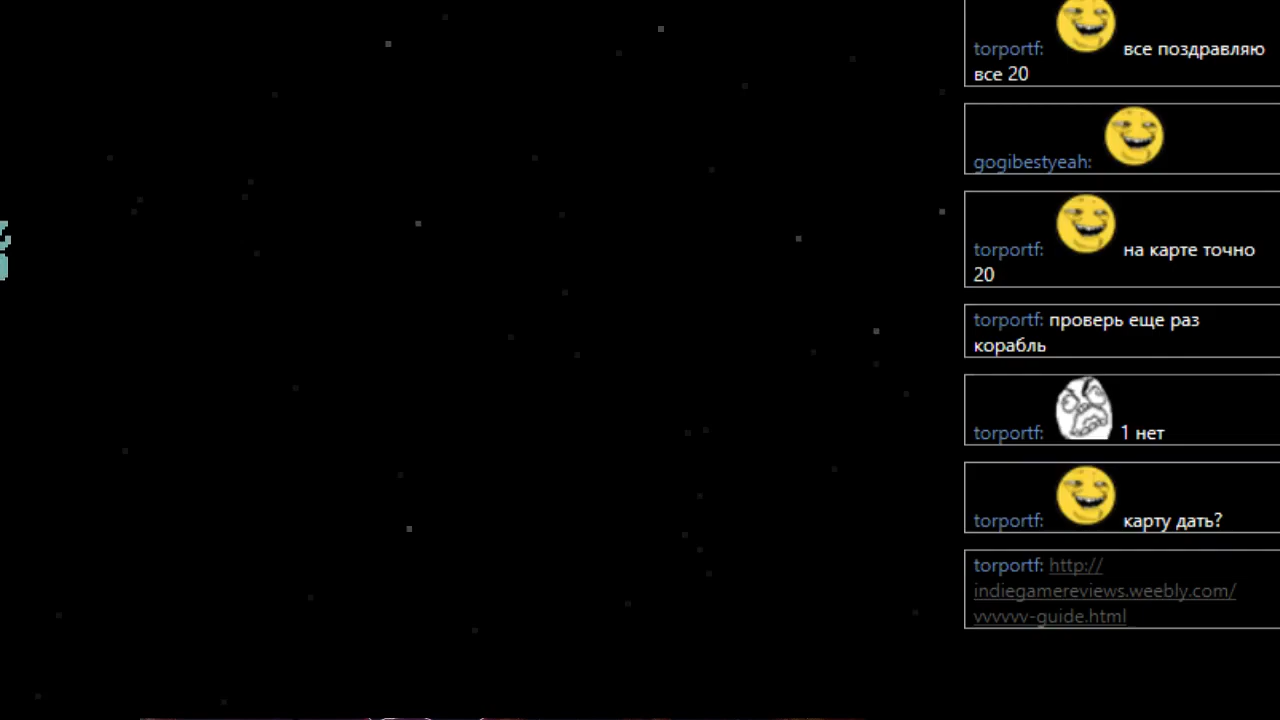 torportf: все поздравляю
все 20
gogibestyeah:
torportf: на карте точно
20
torportf: проверь еще раз
корабль
torportf: 1 нет
torportf: карту дать?
torportf: http://
indiegamereviews.weebly.com/
vvvvvv-guide.html